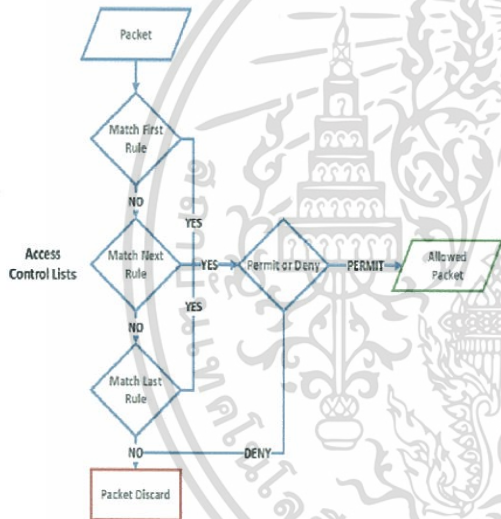 Packet
Match First
Rule
NO
YES
Access
Control Lists
Match Next
Rule
YES
Permit or Deny
PERMIT
Allowed
Packet
YES
NO
Match Last
Rule
NO
DENY
Packet Discard